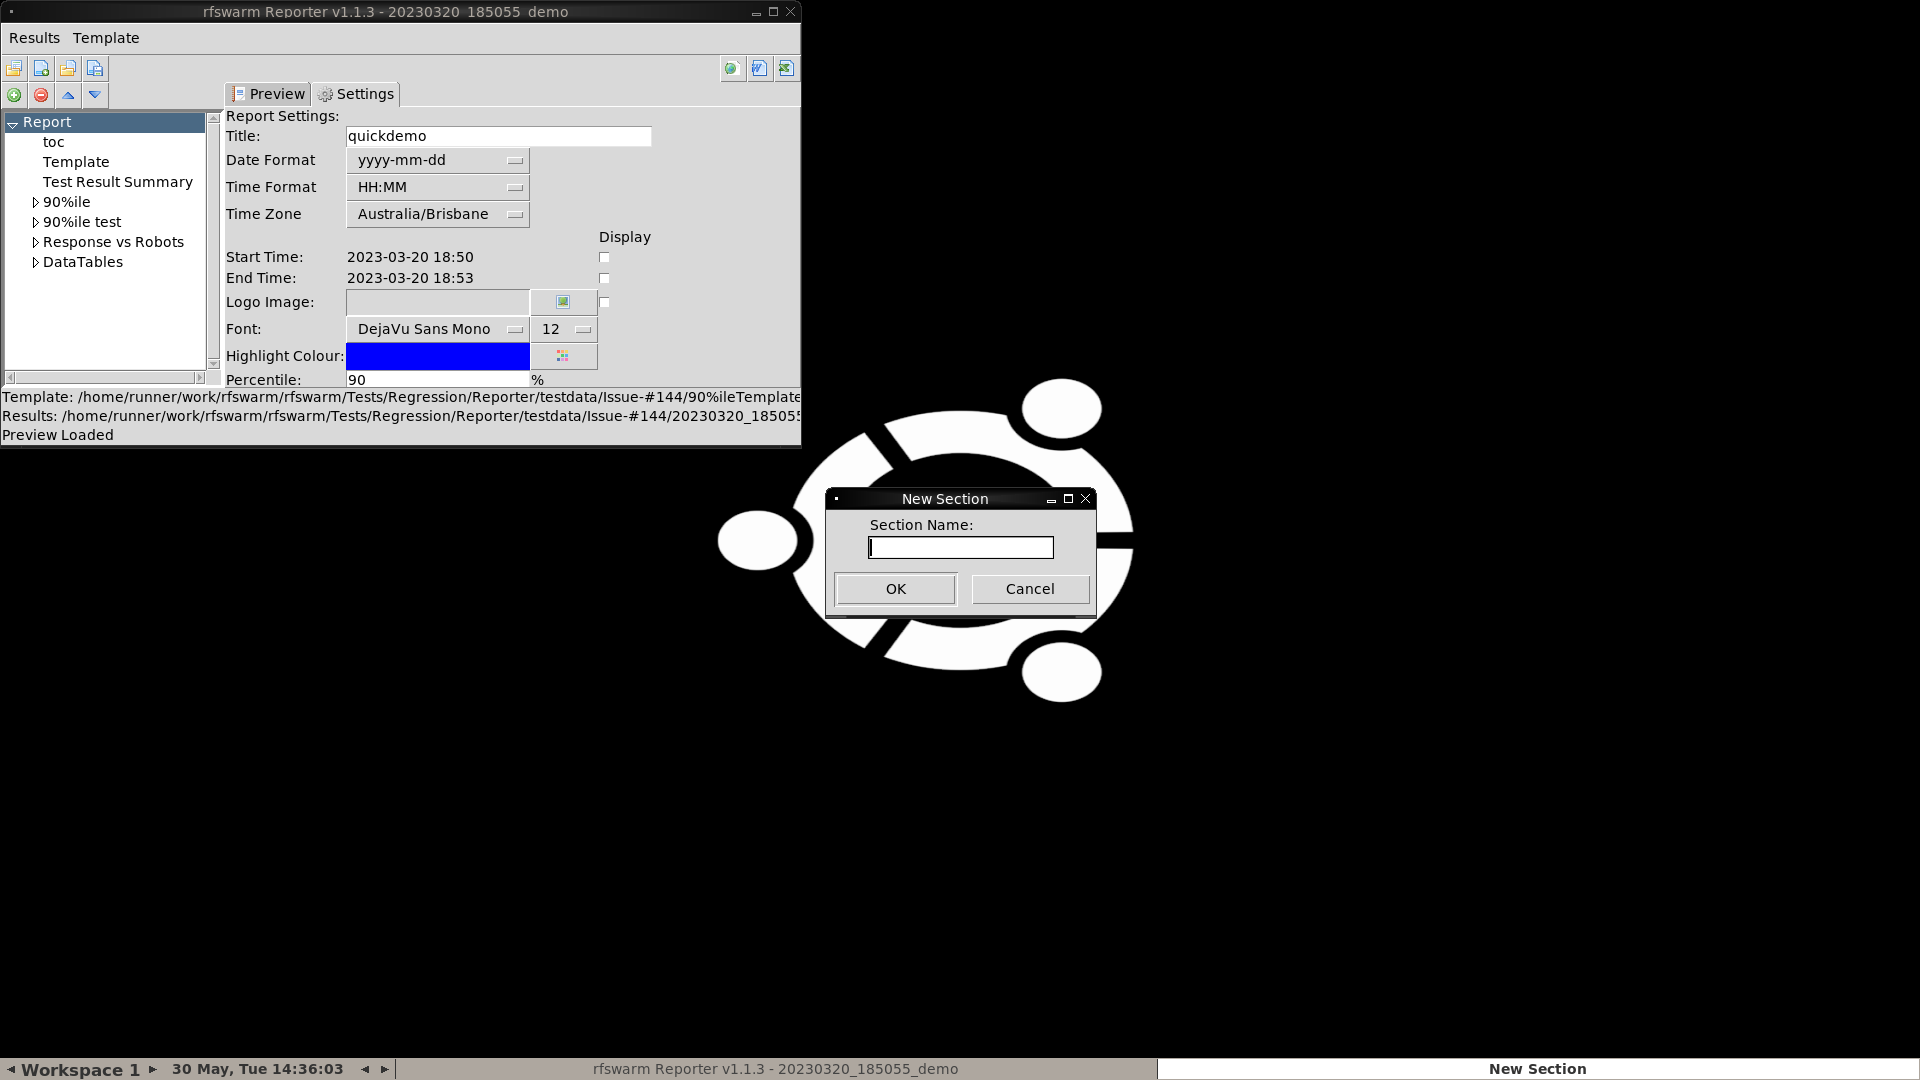 rfswarm Reporter v1.1.3 - 20230320_185055_demo
Results Template
Preview Settings
Report
toc
Template
Test Result Summary
90%ile
90%ile test
Response vs Robots
DataTables
Report Settings:
Title: quickdemo
Date Format yyyy-mm-dd
Time Format HH:MM
Time Zone Australia/Brisbane
Display
Start Time: 2023-03-20 18:50
End Time: 2023-03-20 18:53
Logo Image:
Font: DejaVu Sans Mono 12
Highlight Colour:
Percentile: 90 %
Template: /home/runner/work/rfswarm/rfswarm/Tests/Regression/Reporter/testdata/Issue-#144/90%ileTemplate
Results: /home/runner/work/rfswarm/rfswarm/Tests/Regression/Reporter/testdata/Issue-#144/20230320_185055
Preview Loaded
New Section
Section Name:
OK Cancel
Workspace 1 30 May, Tue 14:36:03 rfswarm Reporter v1.1.3 - 20230320_185055_demo New Section